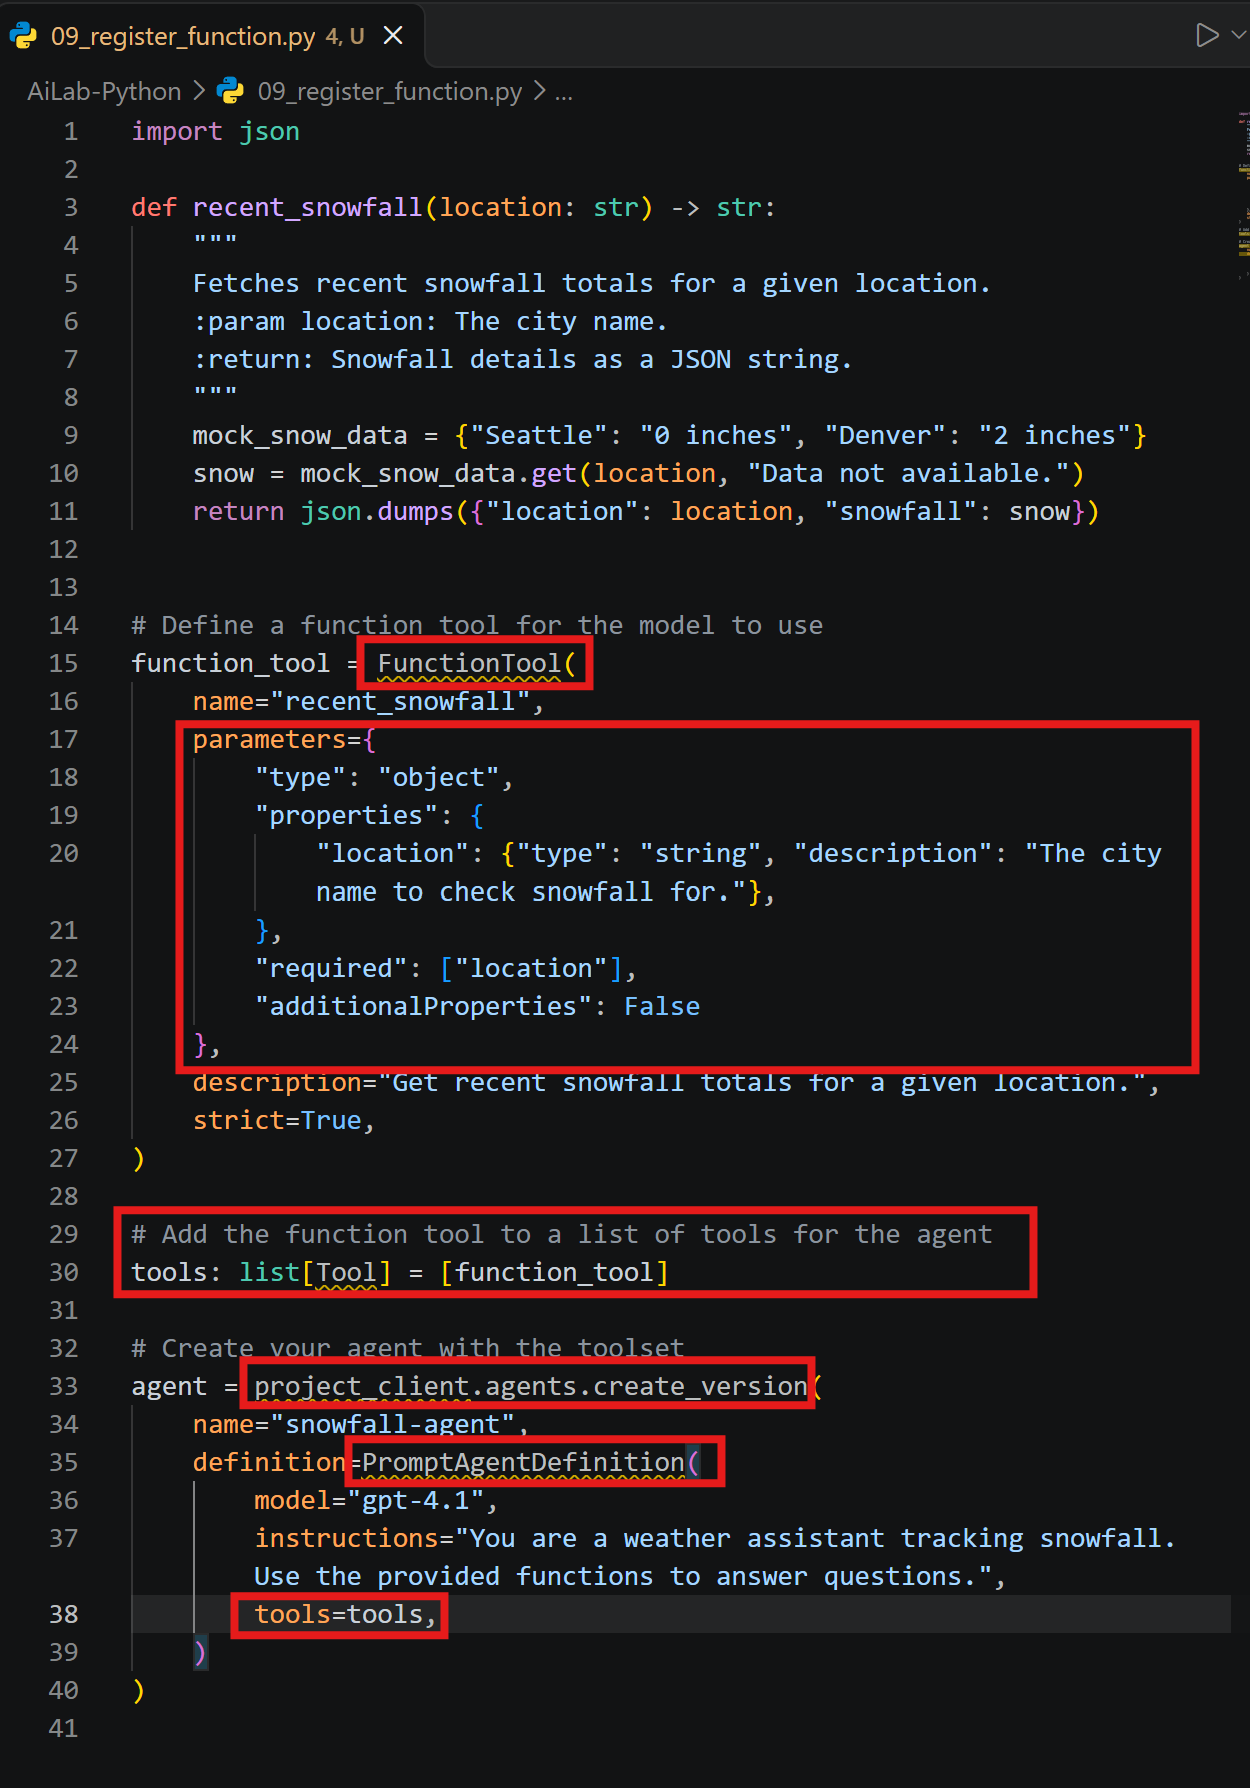 09_register_function.py 4, U
AiLab-Python > 09_register_function.py > ...
1 import json
2
3 def recent_snowfall(location: str) -> str:
4     """
5     Fetches recent snowfall totals for a given location.
6     :param location: The city name.
7     :return: Snowfall details as a JSON string.
8     """
9     mock_snow_data = {"Seattle": "0 inches", "Denver": "2 inches"}
10     snow = mock_snow_data.get(location, "Data not available.")
11     return json.dumps({"location": location, "snowfall": snow})
12
13
14 # Define a function tool for the model to use
15 function_tool = FunctionTool(
16     name="recent_snowfall",
17     parameters={
18         "type": "object",
19         "properties": {
20             "location": {"type": "string", "description": "The city
name to check snowfall for."},
21         },
22         "required": ["location"],
23         "additionalProperties": False
24     },
25     description="Get recent snowfall totals for a given location.",
26     strict=True,
27 )
28
29 # Add the function tool to a list of tools for the agent
30 tools: list[Tool] = [function_tool]
31
32 # Create your agent with the toolset
33 agent = project_client.agents.create_version(
34     name="snowfall-agent",
35     definition=PromptAgentDefinition(
36         model="gpt-4.1",
37         instructions="You are a weather assistant tracking snowfall.
Use the provided functions to answer questions.",
38         tools=tools,
39     )
40 )
41